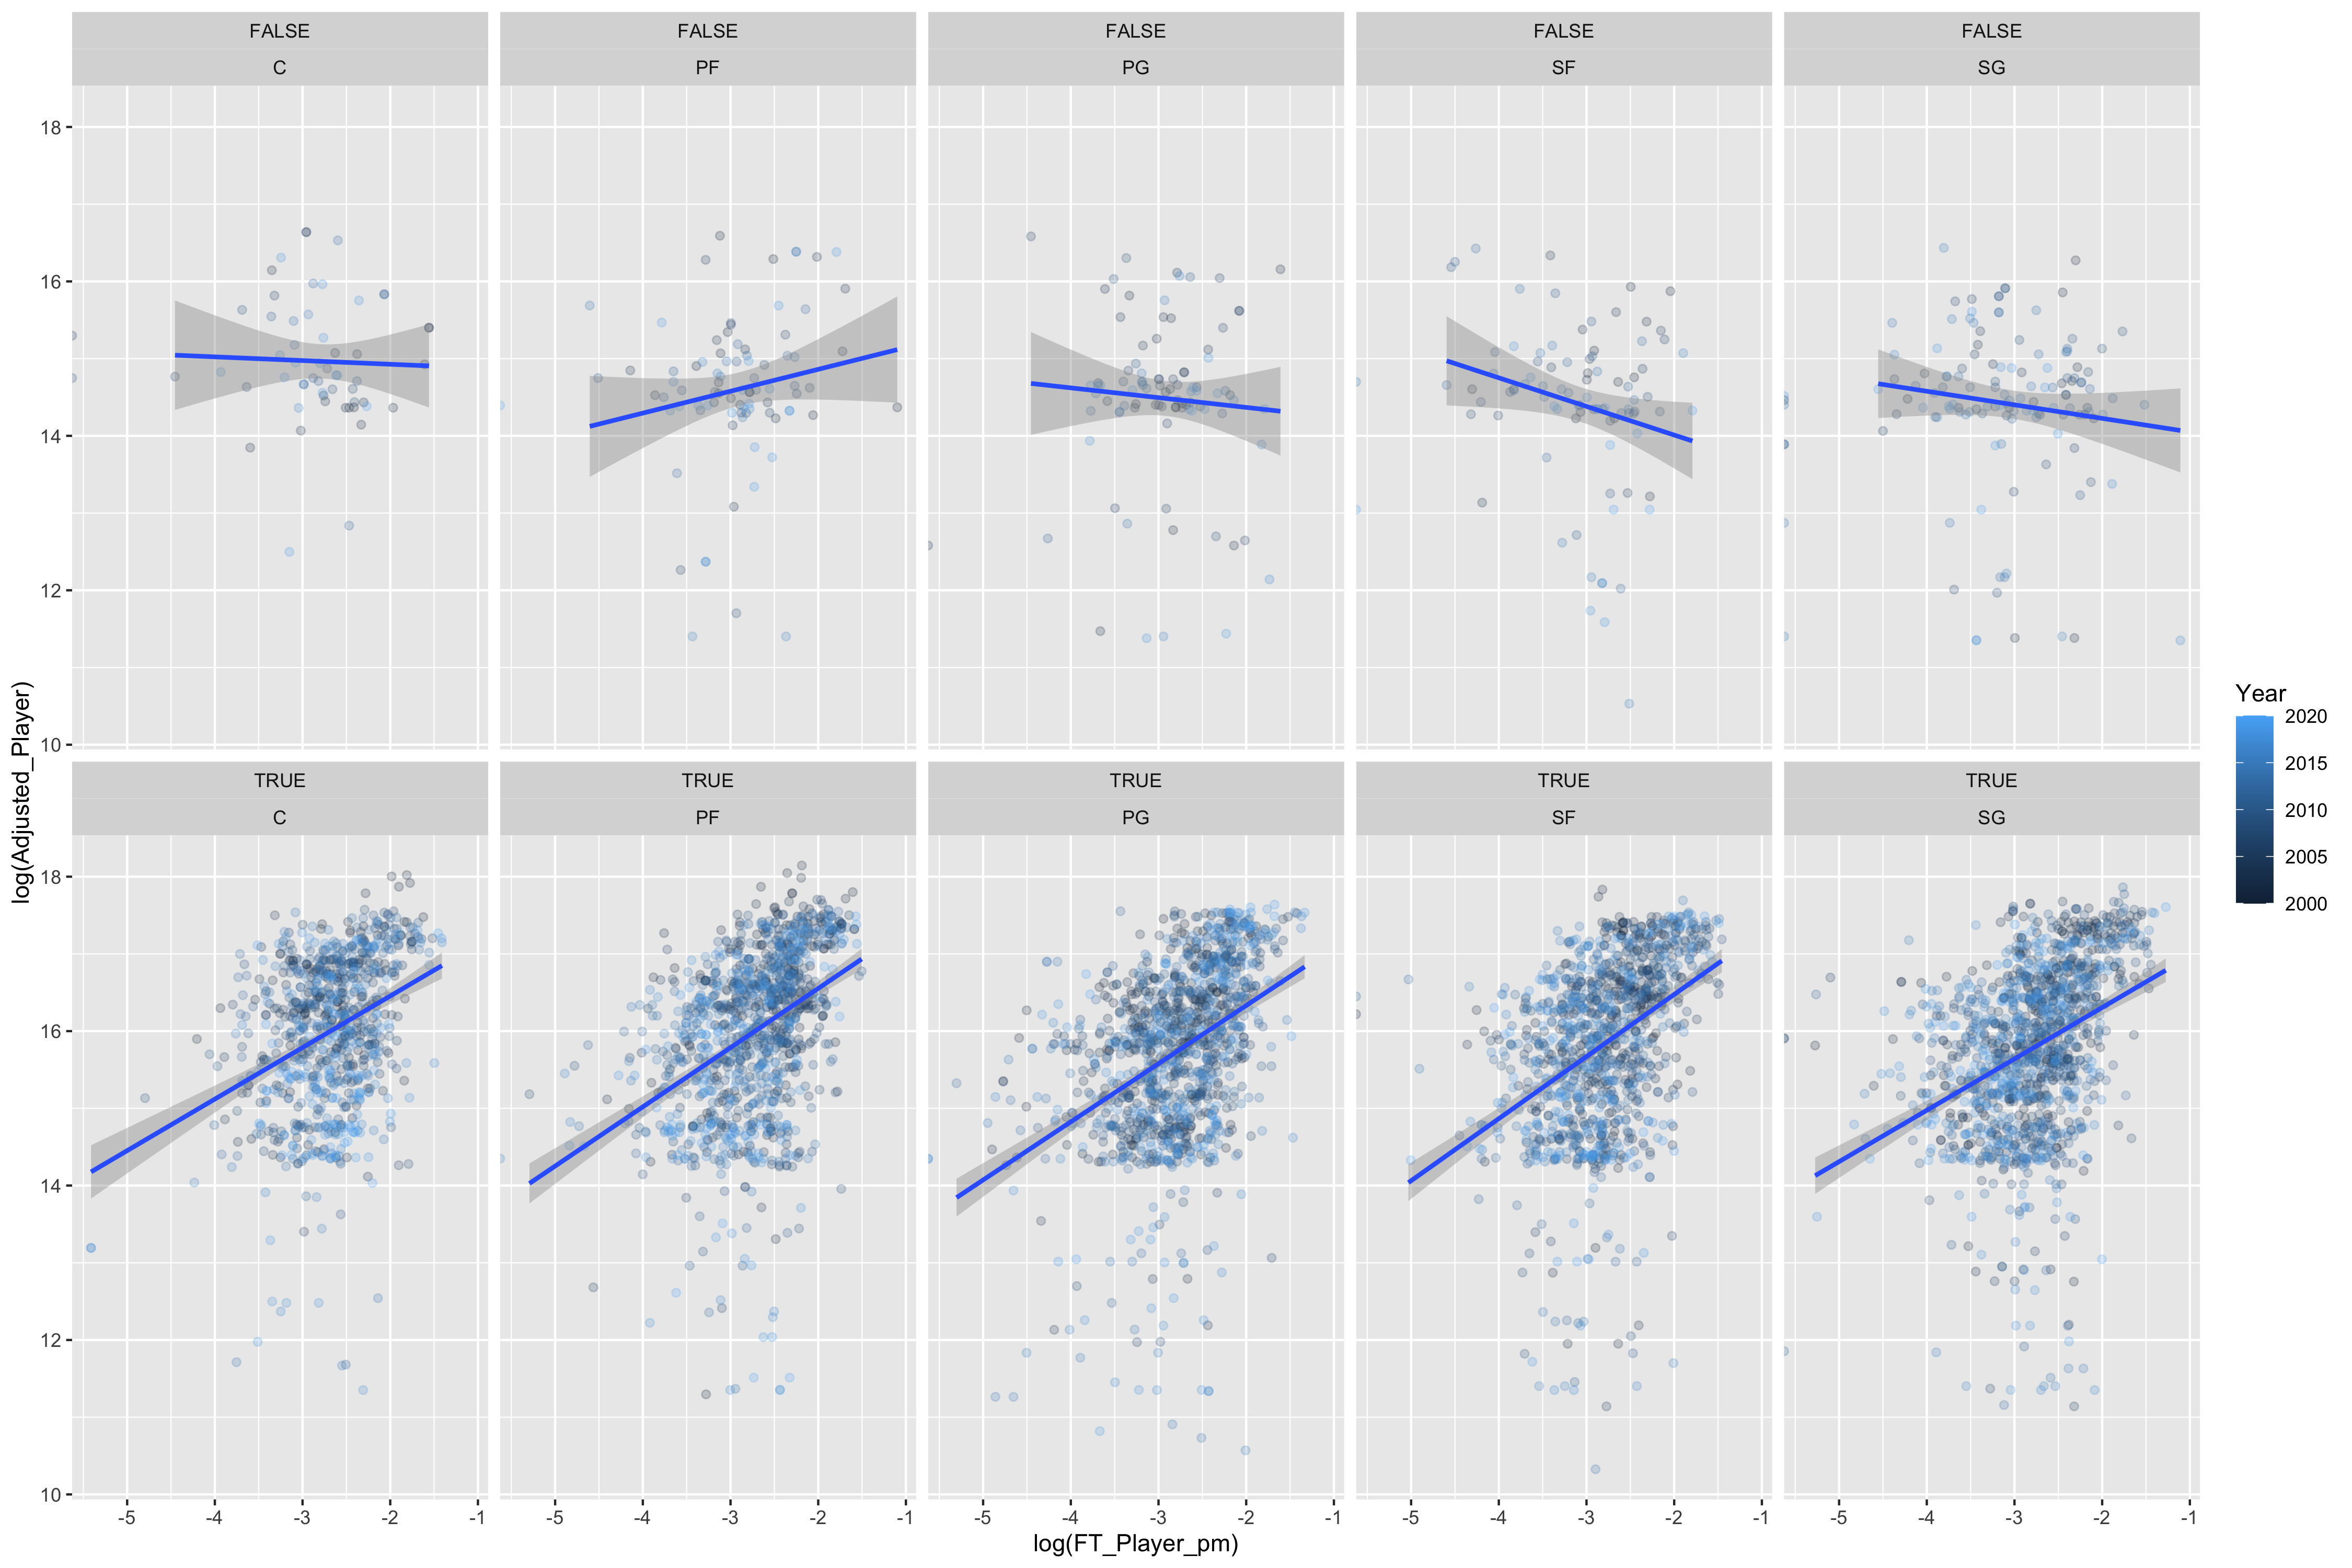 FALSE FALSE FALSE FALSE FALSE
C PF PG SF SG
18
16
14
12
10
TRUE TRUE TRUE TRUE TRUE
C PF PG SF SG
18
16
14
12
10
-5 -4 -3 -2 -1 -5 -4 -3 -2 -1 -5 -4 -3 -2 -1 -5 -4 -3 -2 -1 -5 -4 -3 -2 -1
log(FT_Player_pm)
log(Adjusted_Player)
Year
2020
2015
2010
2005
2000